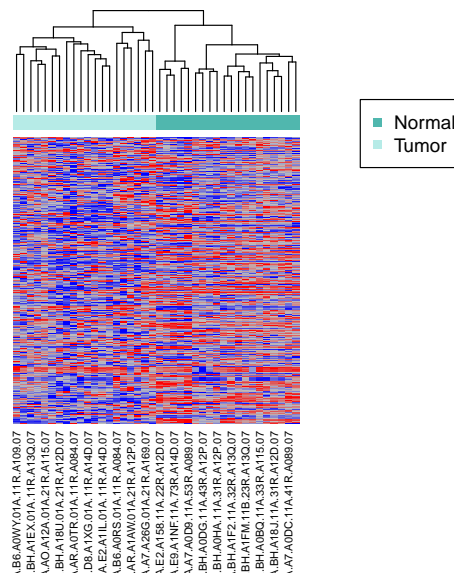 Normal
Tumor
.B6.A0WY.01A.11R.A109.07
.BH.A1EX.01A.11R.A13Q.07
.AO.A12A.01A.21R.A115.07
.BH.A18U.01A.21R.A12D.07
.AR.A0TR.01A.11R.A084.07
.D8.A1XG.01A.11R.A14D.07
.E2.A1IL.01A.11R.A14D.07
.B6.A0RS.01A.11R.A084.07
.AR.A1AW.01A.21R.A12P.07
.A7.A26G.01A.21R.A169.07
.E2.A158.11A.22R.A12D.07
.E9.A1NF.11A.73R.A14D.07
.A7.A0D9.11A.53R.A089.07
.BH.A0DG.11A.43R.A12P.07
.BH.A0HA.11A.31R.A12P.07
.BH.A1F2.11A.32R.A13Q.07
.BH.A1FM.11B.23R.A13Q.07
.BH.A0BQ.11A.33R.A115.07
.BH.A18J.11A.31R.A12D.07
.A7.A0DC.11A.41R.A089.07